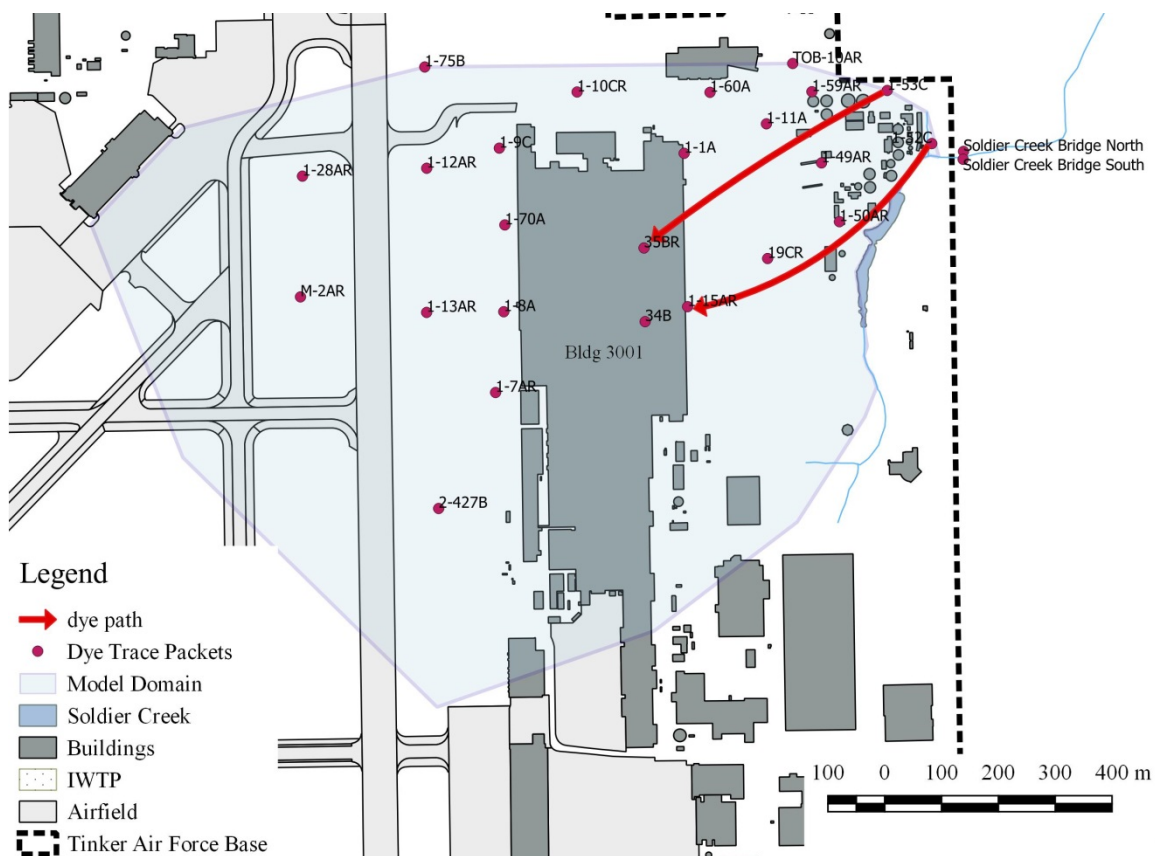 1-75B
TOB-10AR
1-10CR
1-60A
1-59AR
1-53C
1-11A
1-52C
1-9C
1-1A
Soldier Creek Bridge North
1-12AR
1-49AR
Soldier Creek Bridge South
1-28AR
1-70A
1-50AR
35BR
19CR
M-2AR
1-13AR
1-8A
34B
1-15AR
Bldg 3001
1-7AR
2-427B
Legend
dye path
Dye Trace Packets
Model Domain
Soldier Creek
Buildings
IWTP
Airfield
Tinker Air Force Base
100 0 100 200 300 400 m